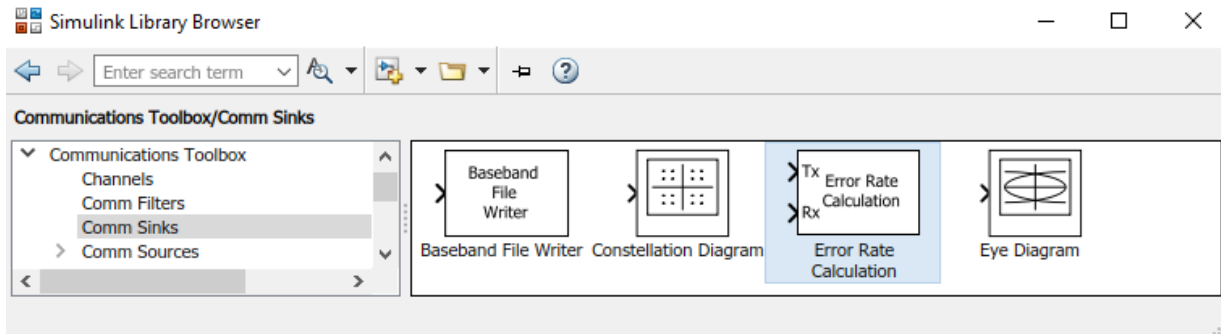 Simulink Library Browser
Enter search term
Communications Toolbox/Comm Sinks
Communications Toolbox
Channels
Comm Filters
Comm Sinks
Comm Sources
Baseband
File
Writer
Baseband File Writer
Constellation Diagram
Tx
Rx
Error Rate
Calculation
Error Rate
Calculation
Eye Diagram